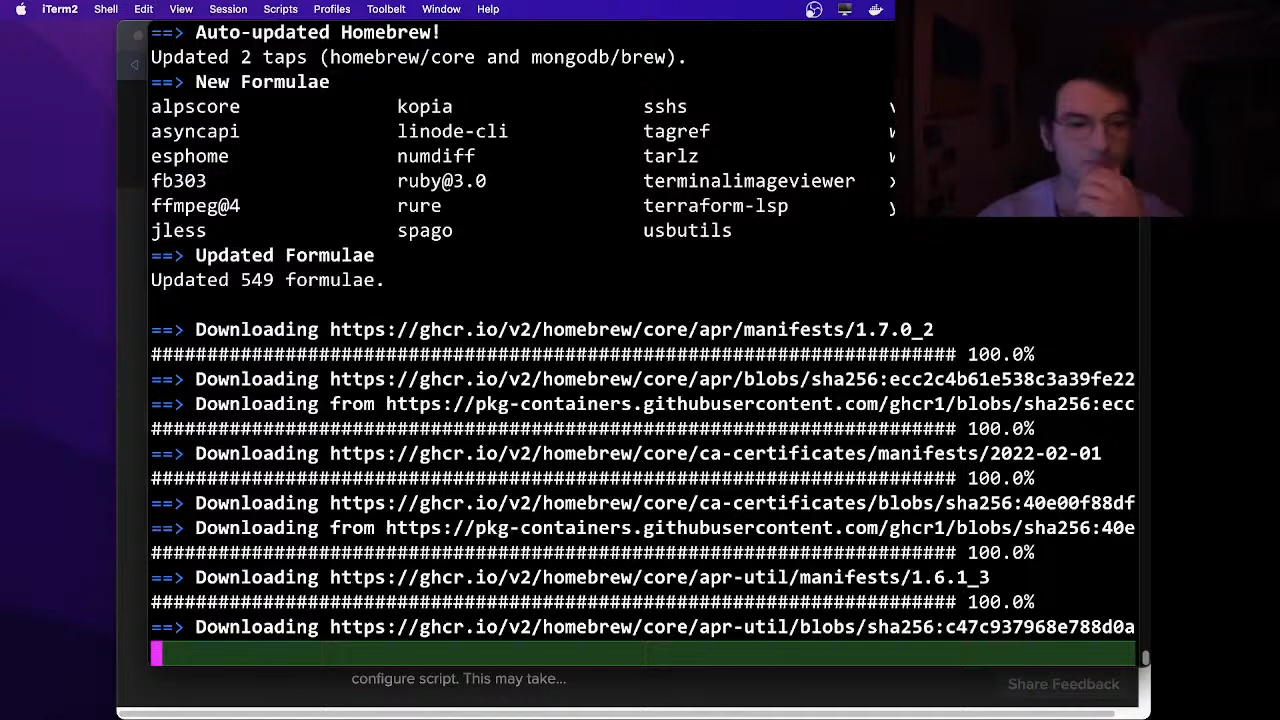 iTerm2 Shell Edit View Session Scripts Profiles Toolbelt Window Help
==> Auto-updated Homebrew!
Updated 2 taps (homebrew/core and mongodb/brew).
==> New Formulae
alpscore kopia sshs
asyncapi linode-cli tagref
esphome numdiff tarlz
fb303 ruby@3.0 terminalimageviewer
ffmpeg@4 rure terraform-lsp
jless spago usbutils
==> Updated Formulae
Updated 549 formulae.
==> Downloading https://ghcr.io/v2/homebrew/core/apr/manifests/1.7.0_2
######################################################################## 100.0%
==> Downloading https://ghcr.io/v2/homebrew/core/apr/blobs/sha256:ecc2c4b61e538c3a39fe22
==> Downloading from https://pkg-containers.githubusercontent.com/ghcr1/blobs/sha256:ecc
######################################################################## 100.0%
==> Downloading https://ghcr.io/v2/homebrew/core/ca-certificates/manifests/2022-02-01
######################################################################## 100.0%
==> Downloading https://ghcr.io/v2/homebrew/core/ca-certificates/blobs/sha256:40e00f88df
==> Downloading from https://pkg-containers.githubusercontent.com/ghcr1/blobs/sha256:40e
######################################################################## 100.0%
==> Downloading https://ghcr.io/v2/homebrew/core/apr-util/manifests/1.6.1_3
######################################################################## 100.0%
==> Downloading https://ghcr.io/v2/homebrew/core/apr-util/blobs/sha256:c47c937968e788d0a
configure script. This may take...
Share Feedback